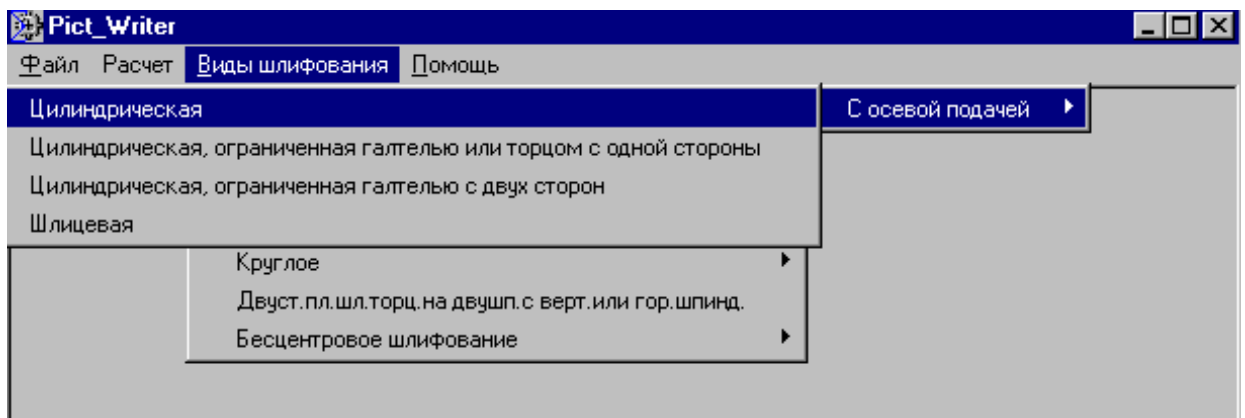 Pict_Writer
Файл Расчет Виды шлифования Помощь
Цилиндрическая С осевой подачей
Цилиндрическая, ограниченная галтелью или торцом с одной стороны
Цилиндрическая, ограниченная галтелью с двух сторон
Шлицевая
Круглое
Двуст.пл.шл.торц.на двушп.с верт.или гор.шпинд.
Бесцентровое шлифование